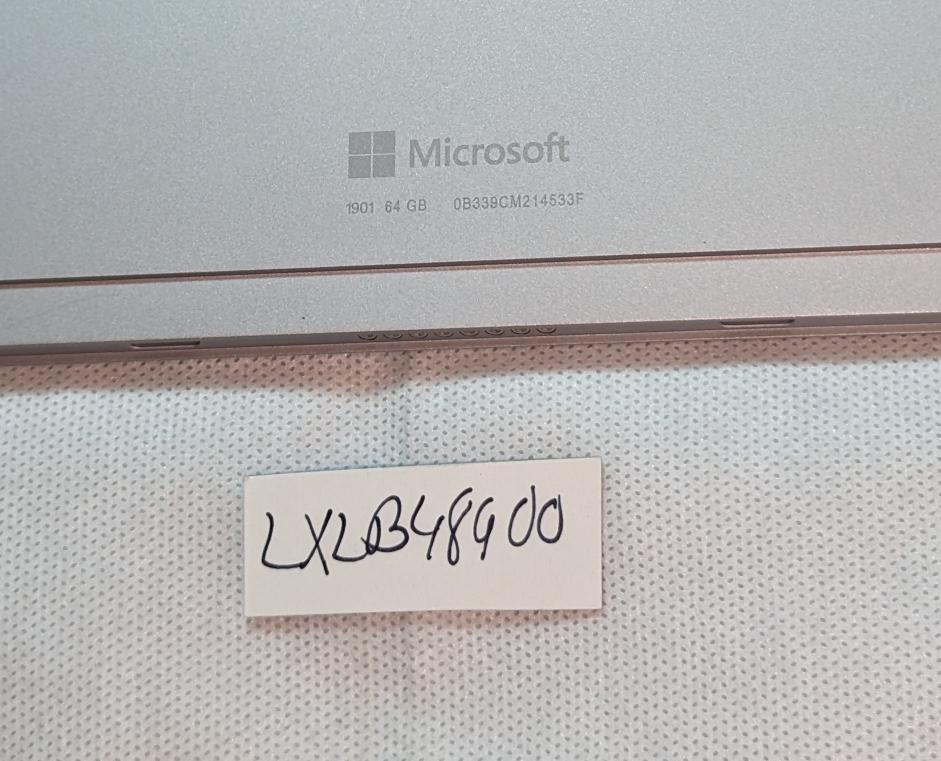 Microsoft
1901 64 GB 0B339CM214533F
LXLB48900